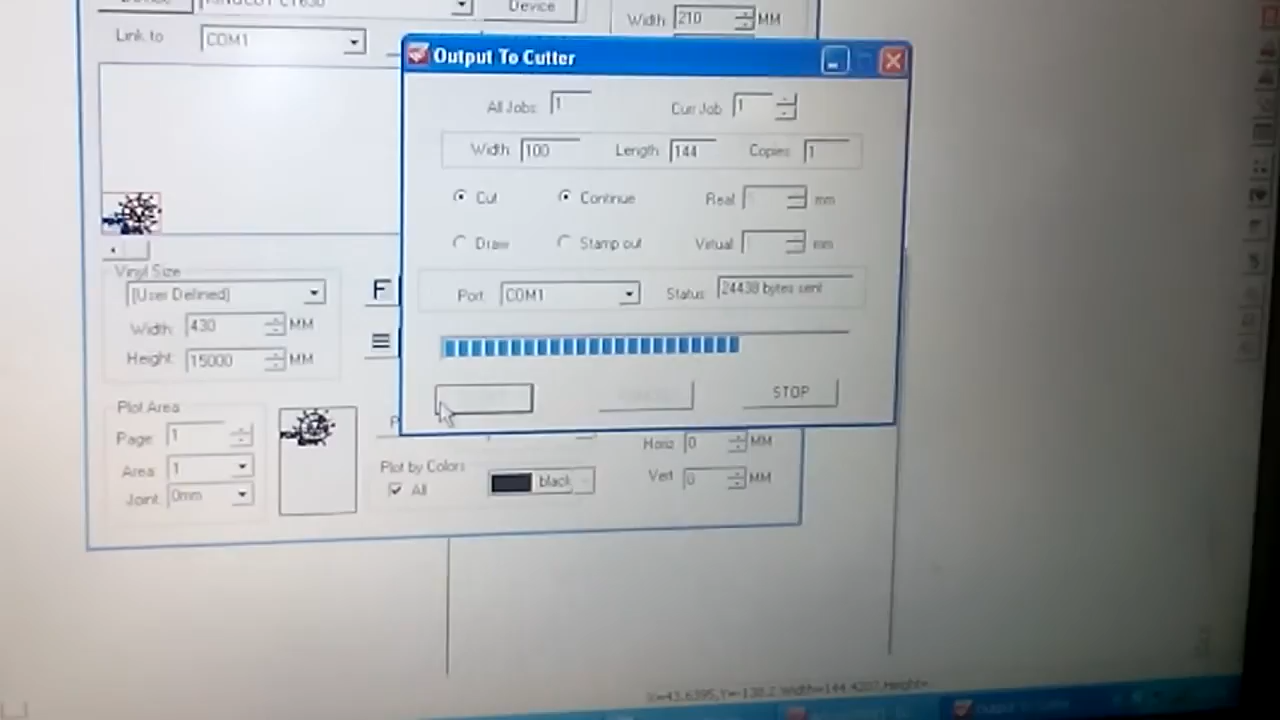 Device
Width: 210 MM
Link to COM1
Output To Cutter
All Jobs: 1 Curr Job 1
Width: 100 Length: 144 Copies: 1
Cut Continue Real mm
Draw Stamp out Virtual mm
Port: COM1 Status: 24438 bytes sent
STOP
Vinyl Size
(User Defined)
Width: 430 MM
Height: 15000 MM
F
Plot Area
Page: 1
Area: 1
Joint: 0mm
Plot by Colors
All black
Horiz 0 MM
Vert 0 MM